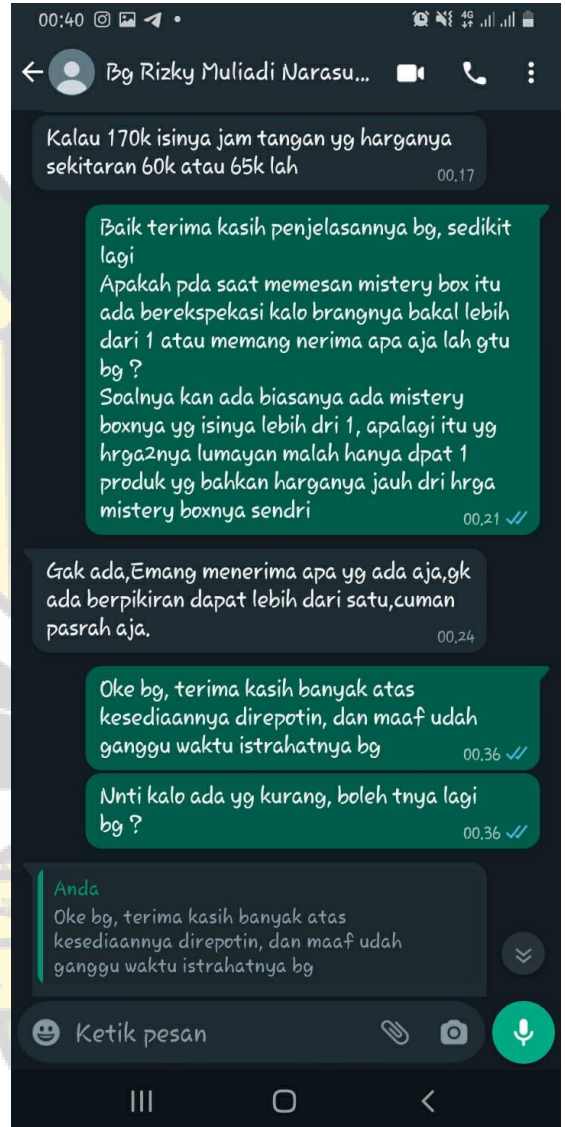 00:40
4G
Bg Rizky Muliadi Narasu...
Kalau 170k isinya jam tangan yg harganya
sekitaran 60k atau 65k lah
00.17
Baik terima kasih penjelasannya bg, sedikit
lagi
Apakah pda saat memesan mistery box itu
ada berekspekasi kalo brangnya bakal lebih
dari 1 atau memang nerima apa aja lah gtu
bg ?
Soalnya kan ada biasanya ada mistery
boxnya yg isinya lebih dri 1, apalagi itu yg
hrga2nya lumayan malah hanya dpat 1
produk yg bahkan harganya jauh dri hrga
mistery boxnya sendri
00.21
Gak ada,Emang menerima apa yg ada aja,gk
ada berpikiran dapat lebih dari satu,cuman
pasrah aja.
00.24
Oke bg, terima kasih banyak atas
kesediaannya direpotin, dan maaf udah
ganggu waktu istrahatnya bg
00.36
Nnti kalo ada yg kurang, boleh tnya lagi
bg ?
00.36
Anda
Oke bg, terima kasih banyak atas
kesediaannya direpotin, dan maaf udah
ganggu waktu istrahatnya bg
Ketik pesan